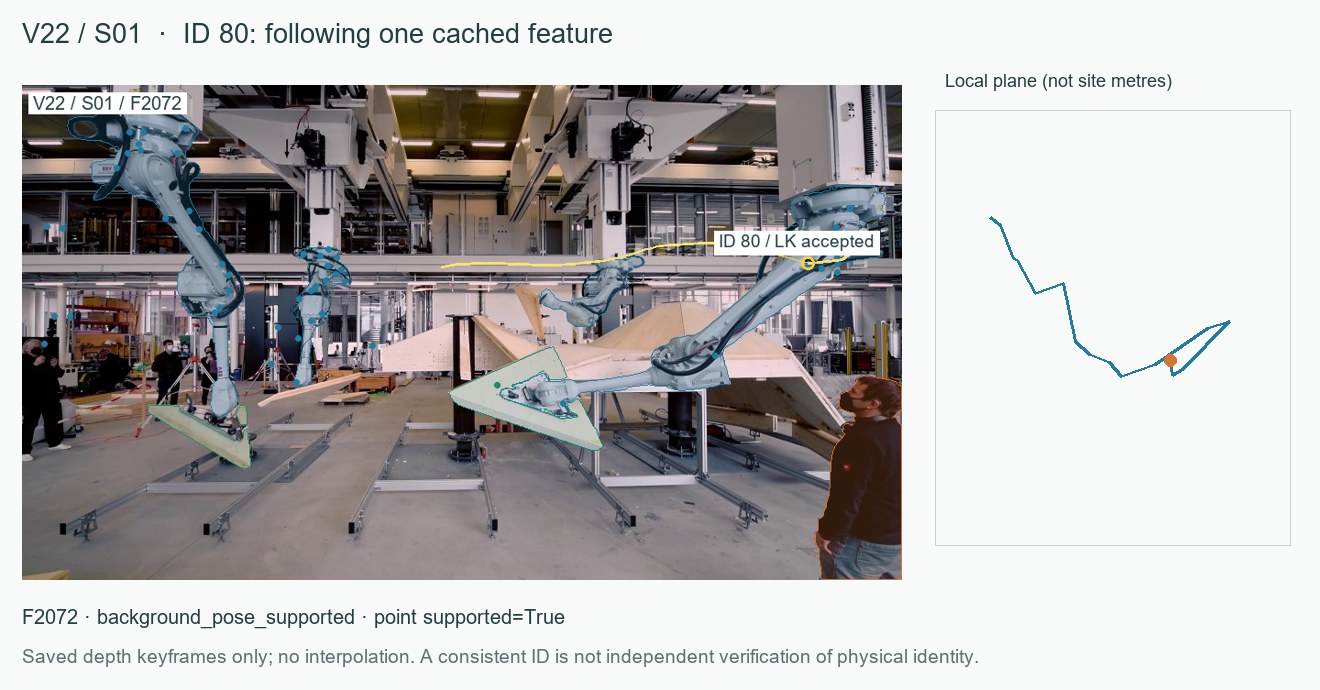 V22 / S01 · ID 80: following one cached feature
Local plane (not site metres)
V22 / S01 / F2072
ID 80 / LK accepted
F2072 · background_pose_supported · point supported=True
Saved depth keyframes only; no interpolation. A consistent ID is not independent verification of physical identity.